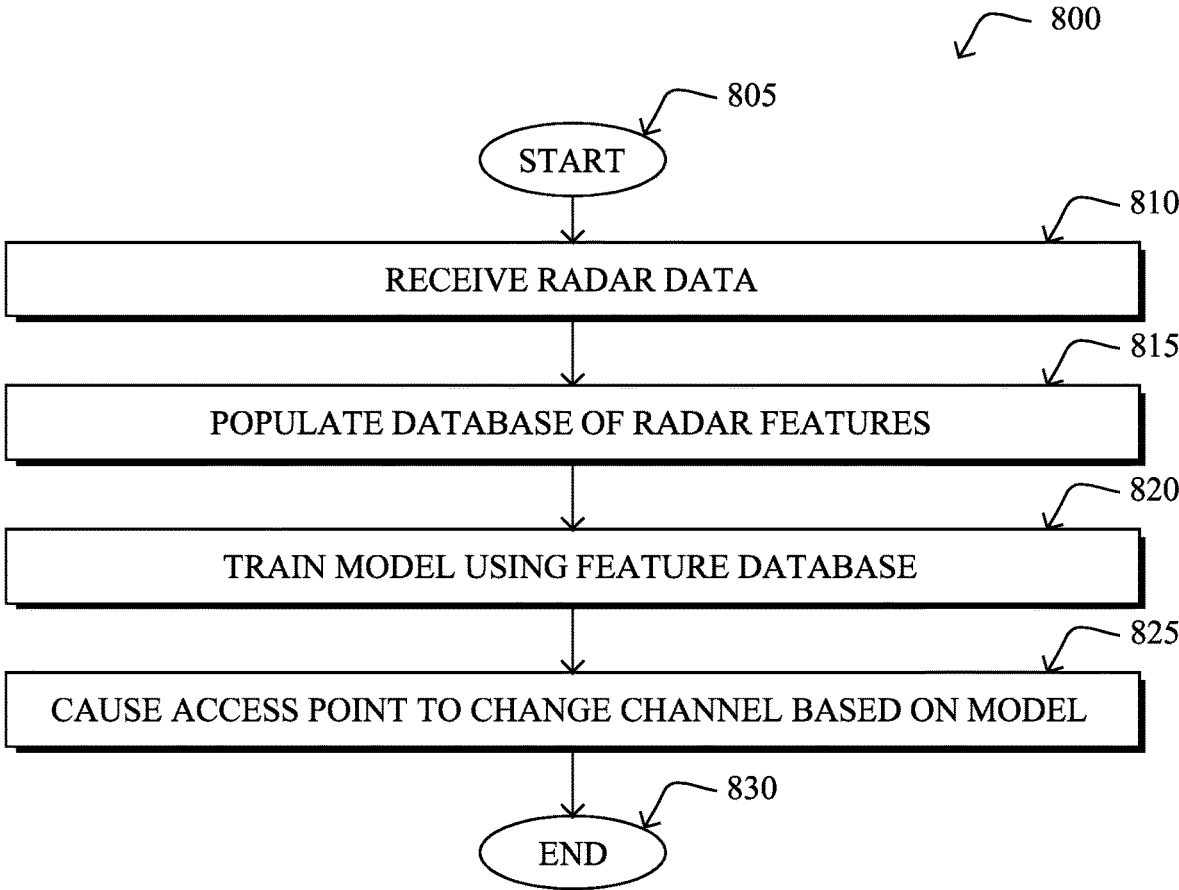 800
805
START
810
RECEIVE RADAR DATA
815
POPULATE DATABASE OF RADAR FEATURES
820
TRAIN MODEL USING FEATURE DATABASE
825
CAUSE ACCESS POINT TO CHANGE CHANNEL BASED ON MODEL
830
END